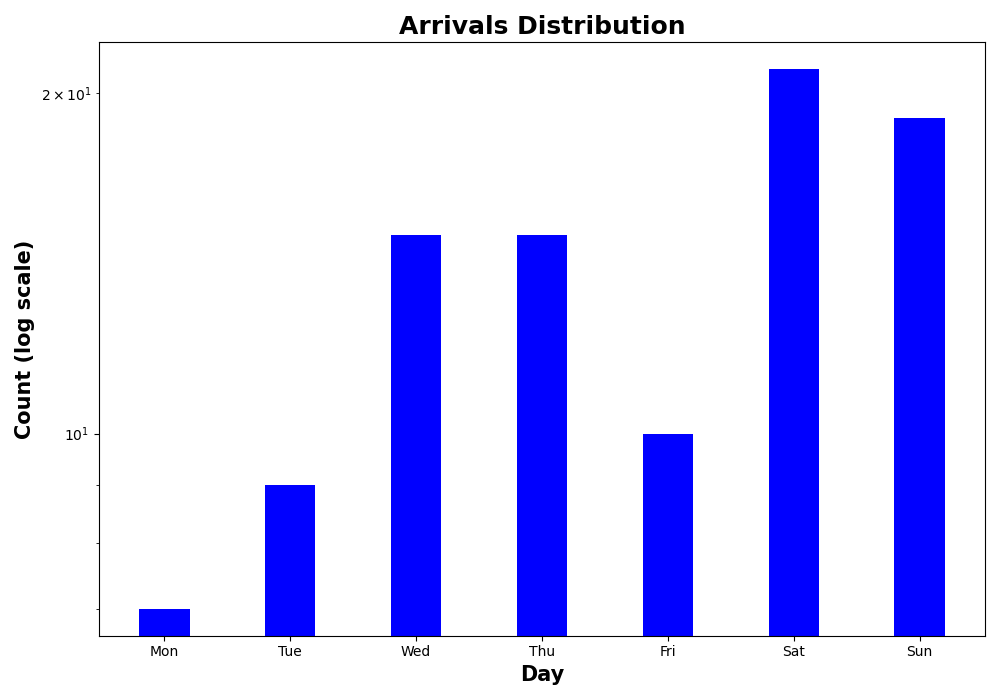 Arrivals Distribution
Count (log scale)
2 × 10¹
10¹
Mon Tue Wed Thu Fri Sat Sun
Day